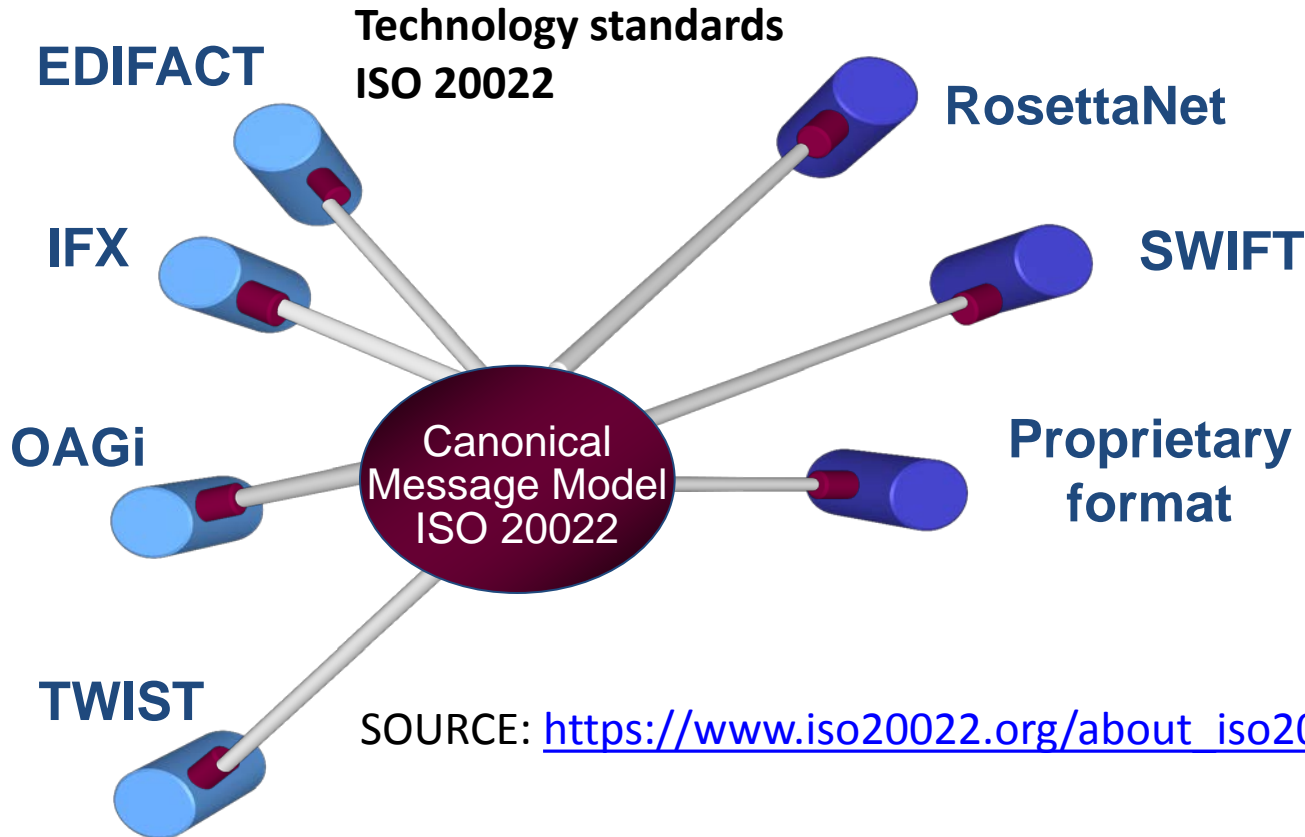 Technology standards
ISO 20022
EDIFACT
RosettaNet
IFX
SWIFT
OAGi
Canonical
Message Model
ISO 20022
Proprietary
format
TWIST
SOURCE: https://www.iso20022.org/about_iso20